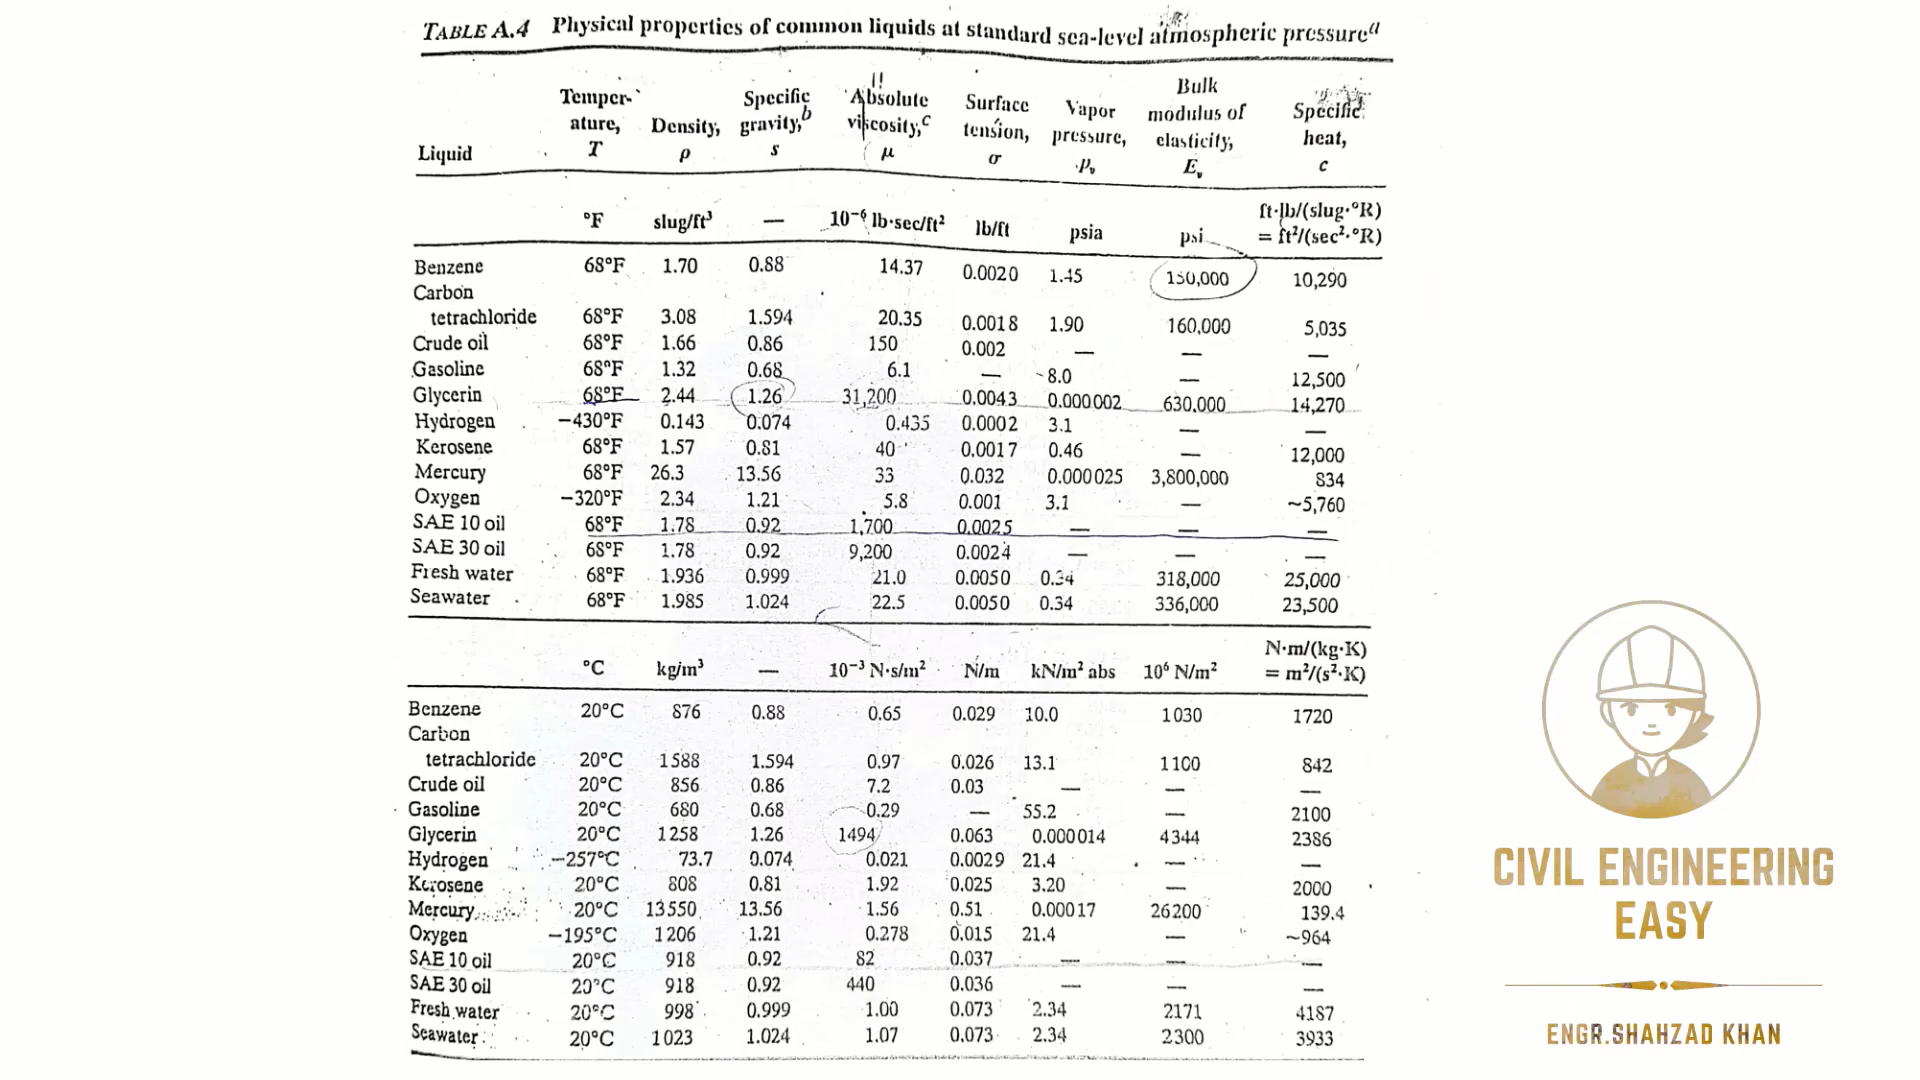 TABLE A.4 Physical properties of common liquids at standard sea-level atmospheric pressure^a
Liquid Temper-ature, T Density, ρ Specific gravity,^b s Absolute viscosity,^c μ Surface tension, σ Vapor pressure, p_v Bulk modulus of elasticity, E_v Specific heat, c
°F slug/ft³ — 10⁻⁶ lb·sec/ft² lb/ft psia psi ft·lb/(slug·°R) = ft²/(sec²·°R)
Benzene 68°F 1.70 0.88 14.37 0.0020 1.45 150,000 10,290
Carbon
tetrachloride 68°F 3.08 1.594 20.35 0.0018 1.90 160,000 5,035
Crude oil 68°F 1.66 0.86 150 0.002 — — —
Gasoline 68°F 1.32 0.68 6.1 — 8.0 — 12,500
Glycerin 68°F 2.44 1.26 31,200 0.0043 0.000002 630,000 14,270
Hydrogen −430°F 0.143 0.074 0.435 0.0002 3.1 — —
Kerosene 68°F 1.57 0.81 40 0.0017 0.46 — 12,000
Mercury 68°F 26.3 13.56 33 0.032 0.000025 3,800,000 834
Oxygen −320°F 2.34 1.21 5.8 0.001 3.1 — ~5,760
SAE 10 oil 68°F 1.78 0.92 1,700 0.0025 — — —
SAE 30 oil 68°F 1.78 0.92 9,200 0.0024 — — —
Fresh water 68°F 1.936 0.999 21.0 0.0050 0.34 318,000 25,000
Seawater 68°F 1.985 1.024 22.5 0.0050 0.34 336,000 23,500
°C kg/m³ — 10⁻³ N·s/m² N/m kN/m² abs 10⁶ N/m² N·m/(kg·K) = m²/(s²·K)
Benzene 20°C 876 0.88 0.65 0.029 10.0 1030 1720
Carbon
tetrachloride 20°C 1588 1.594 0.97 0.026 13.1 1100 842
Crude oil 20°C 856 0.86 7.2 0.03 — — —
Gasoline 20°C 680 0.68 0.29 — 55.2 — 2100
Glycerin 20°C 1258 1.26 1494 0.063 0.000014 4344 2386
Hydrogen −257°C 73.7 0.074 0.021 0.0029 21.4 — —
Kerosene 20°C 808 0.81 1.92 0.025 3.20 — 2000
Mercury 20°C 13550 13.56 1.56 0.51 0.00017 26200 139.4
Oxygen −195°C 1206 1.21 0.278 0.015 21.4 — ~964
SAE 10 oil 20°C 918 0.92 82 0.037 — — —
SAE 30 oil 20°C 918 0.92 440 0.036 — — —
Fresh water 20°C 998 0.999 1.00 0.073 2.34 2171 4187
Seawater 20°C 1023 1.024 1.07 0.073 2.34 2300 3933
CIVIL ENGINEERING
EASY
ENGR.SHAHZAD KHAN